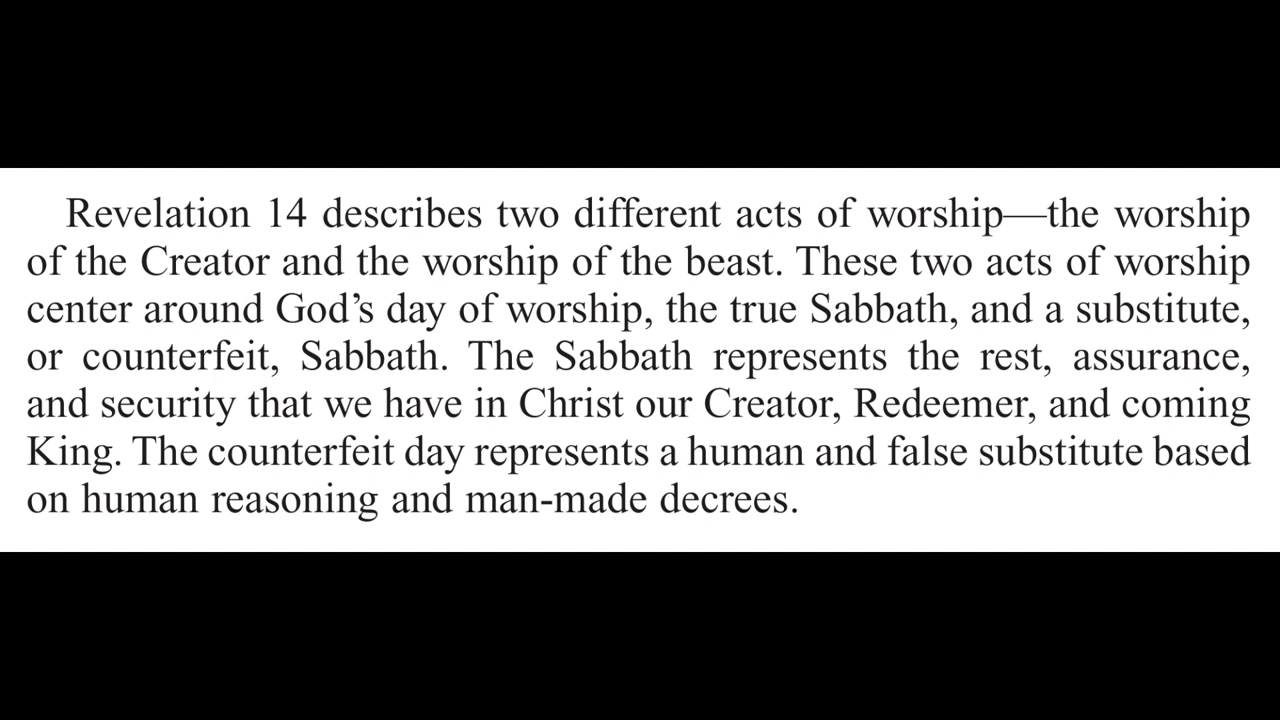 Revelation 14 describes two different acts of worship—the worship
of the Creator and the worship of the beast. These two acts of worship
center around God’s day of worship, the true Sabbath, and a substitute,
or counterfeit, Sabbath. The Sabbath represents the rest, assurance,
and security that we have in Christ our Creator, Redeemer, and coming
King. The counterfeit day represents a human and false substitute based
on human reasoning and man-made decrees.